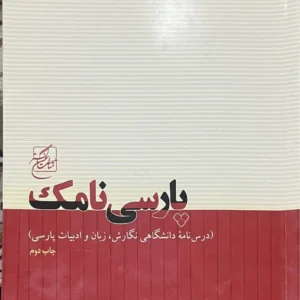 پارسی نامک
(درس‌نامهٔ دانشگاهی نگارش، زبان و ادبیات پارسی)
چاپ دوم